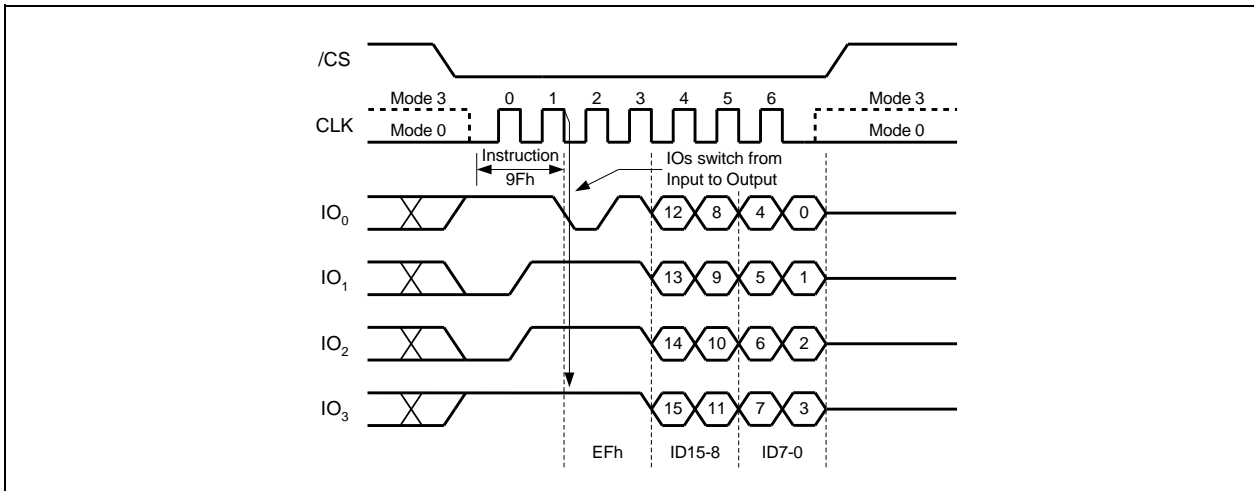 /CS
Mode 3 0 1 2 3 4 5 6 Mode 3
CLK Mode 0 Mode 0
Instruction
9Fh
IOs switch from
Input to Output
IO0 12 8 4 0
IO1 13 9 5 1
IO2 14 10 6 2
IO3 15 11 7 3
EFh ID15-8 ID7-0